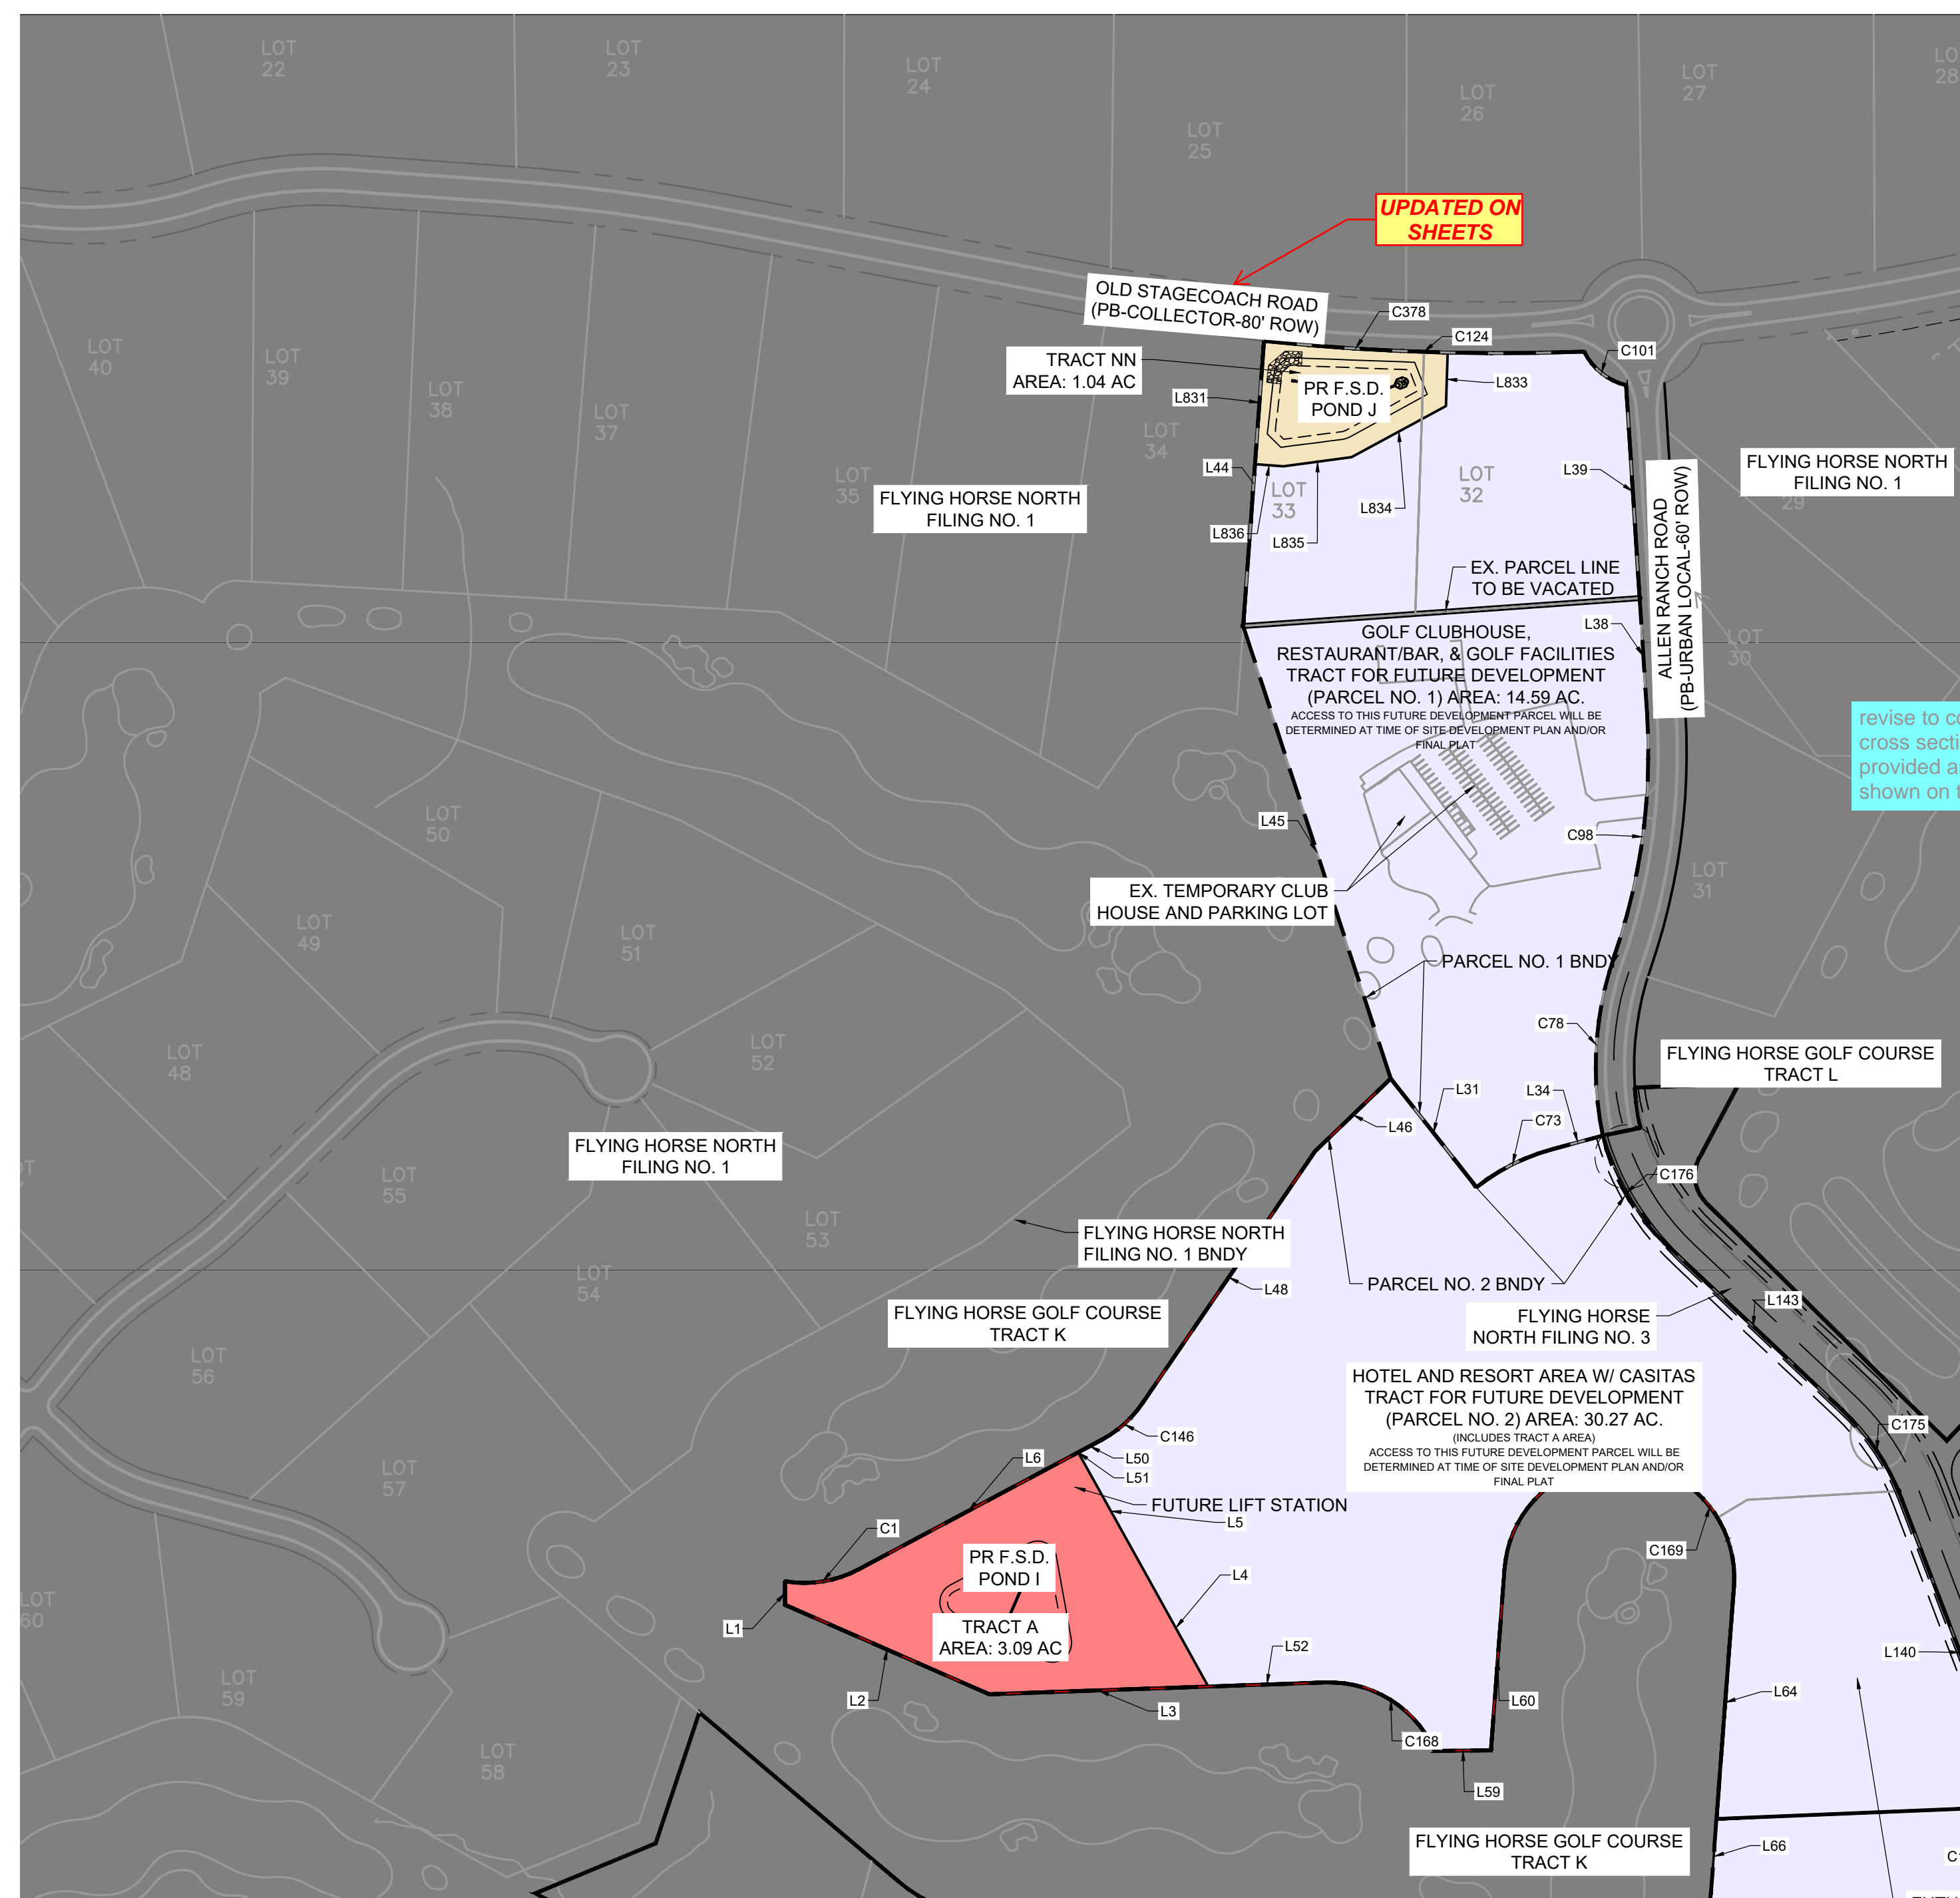 LOT
22
LOT
23
LOT
24
LOT
25
LOT
26
LOT
27
LO
28
UPDATED ON
SHEETS
OLD STAGECOACH ROAD
(PB-COLLECTOR-80' ROW)
C378
C124
C101
TRACT NN
AREA: 1.04 AC
PR F.S.D.
POND J
L831
L833
L44
L39
L836
L835
L834
LOT
40
LOT
39
LOT
38
LOT
37
LOT
35
LOT
34
LOT
33
LOT
32
FLYING HORSE NORTH
FILING NO. 1
FLYING HORSE NORTH
FILING NO. 1
29
EX. PARCEL LINE
TO BE VACATED
ALLEN RANCH ROAD
(PB-URBAN LOCAL-60' ROW)
LOT
30
L38
GOLF CLUBHOUSE,
RESTAURANT/BAR, & GOLF FACILITIES
TRACT FOR FUTURE DEVELOPMENT
(PARCEL NO. 1) AREA: 14.59 AC.
ACCESS TO THIS FUTURE DEVELOPMENT PARCEL WILL BE
DETERMINED AT TIME OF SITE DEVELOPMENT PLAN AND/OR
FINAL PLAT
revise to co
cross secti
provided a
shown on t
LOT
50
L45
C98
LOT
31
EX. TEMPORARY CLUB
HOUSE AND PARKING LOT
LOT
49
LOT
51
PARCEL NO. 1 BNDY
LOT
48
LOT
52
C78
FLYING HORSE GOLF COURSE
TRACT L
L31
L34
C73
L46
FLYING HORSE NORTH
FILING NO. 1
LOT
55
C176
LOT
53
FLYING HORSE NORTH
FILING NO. 1 BNDY
LOT
54
PARCEL NO. 2 BNDY
L48
L143
FLYING HORSE GOLF COURSE
TRACT K
FLYING HORSE
NORTH FILING NO. 3
LOT
56
HOTEL AND RESORT AREA W/ CASITAS
TRACT FOR FUTURE DEVELOPMENT
(PARCEL NO. 2) AREA: 30.27 AC.
(INCLUDES TRACT A AREA)
ACCESS TO THIS FUTURE DEVELOPMENT PARCEL WILL BE
DETERMINED AT TIME OF SITE DEVELOPMENT PLAN AND/OR
FINAL PLAT
C175
C146
L6
L50
L51
LOT
57
FUTURE LIFT STATION
L5
C1
C169
PR F.S.D.
POND I
L4
LOT
60
L1
TRACT A
AREA: 3.09 AC
L52
L140
LOT
59
L2
L3
L60
L64
C168
LOT
58
L59
FLYING HORSE GOLF COURSE
TRACT K
L66